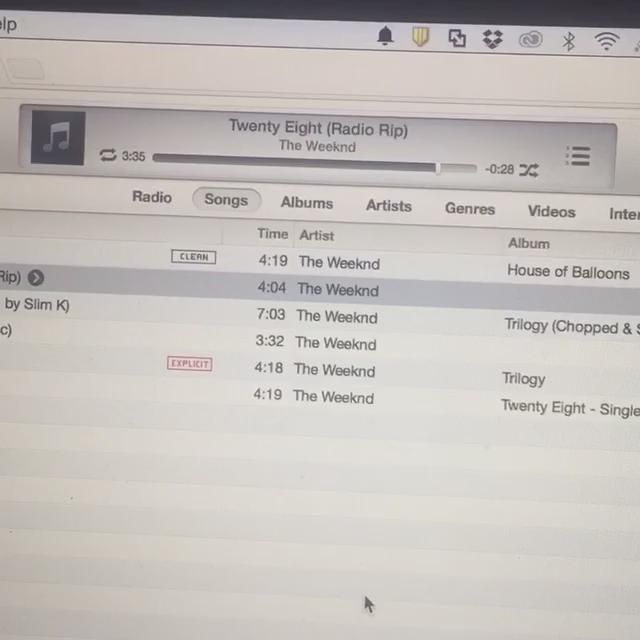 elp
Twenty Eight (Radio Rip)
The Weeknd
3:35 -0:28
Radio Songs Albums Artists Genres Videos Inter
Time Artist Album
CLEAN 4:19 The Weeknd House of Balloons
Rip) 4:04 The Weeknd
by Slim K) 7:03 The Weeknd Trilogy (Chopped & S
c) 3:32 The Weeknd
EXPLICIT 4:18 The Weeknd Trilogy
4:19 The Weeknd Twenty Eight - Single